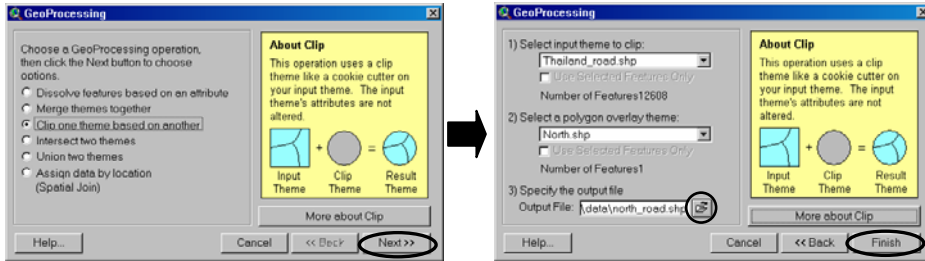 GeoProcessing
Choose a GeoProcessing operation,
then click the Next button to choose
options.
Dissolve features based on an attribute
Merge themes together
Clip one theme based on another
Intersect two themes
Union two themes
Assign data by location
(Spatial Join)
About Clip
This operation uses a clip
theme like a cookie cutter on
your input theme. The input
theme's attributes are not
altered.
+ =
Input Clip Result
Theme Theme Theme
More about Clip
Help... Cancel << Back Next >>
GeoProcessing
1) Select input theme to clip:
Thailand_road.shp
Use Selected Features Only
Number of Features12608
2) Select a polygon overlay theme:
North.shp
Use Selected Features Only
Number of Features1
3) Specify the output file
Output File: \data\north_road.shp
About Clip
This operation uses a clip
theme like a cookie cutter on
your input theme. The input
theme's attributes are not
altered.
+ =
Input Clip Result
Theme Theme Theme
More about Clip
Help... Cancel << Back Finish